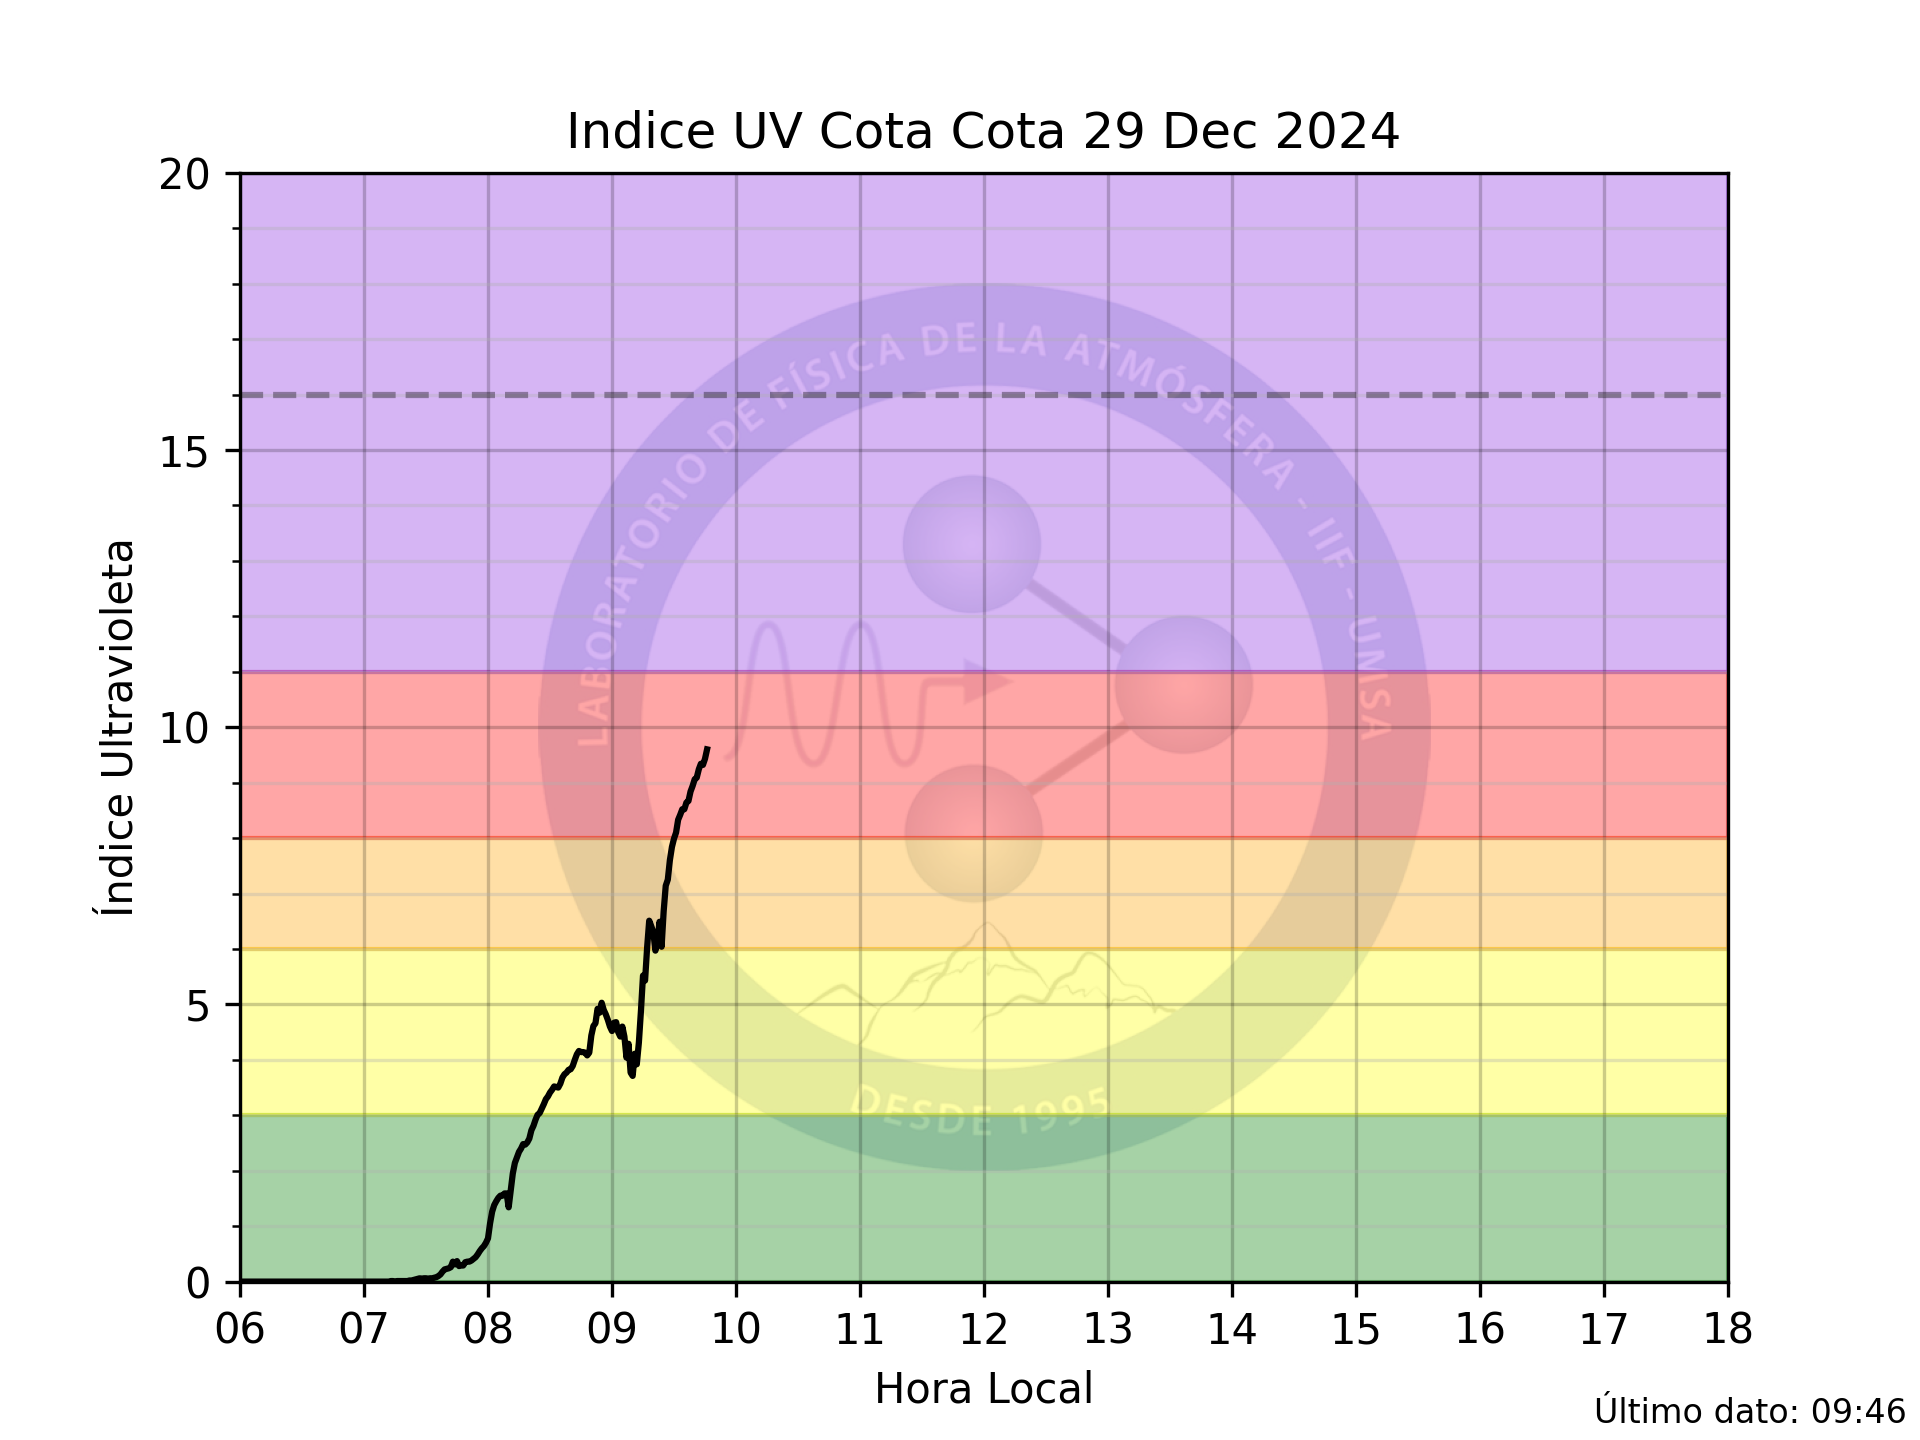 Indice UV Cota Cota 29 Dec 2024
20
15
10
5
0
Índice Ultravioleta
LABORATORIO DE FÍSICA DE LA ATMÓSFERA - IIF - UMSA
DESDE 1995
06 07 08 09 10 11 12 13 14 15 16 17 18
Hora Local
Último dato: 09:46